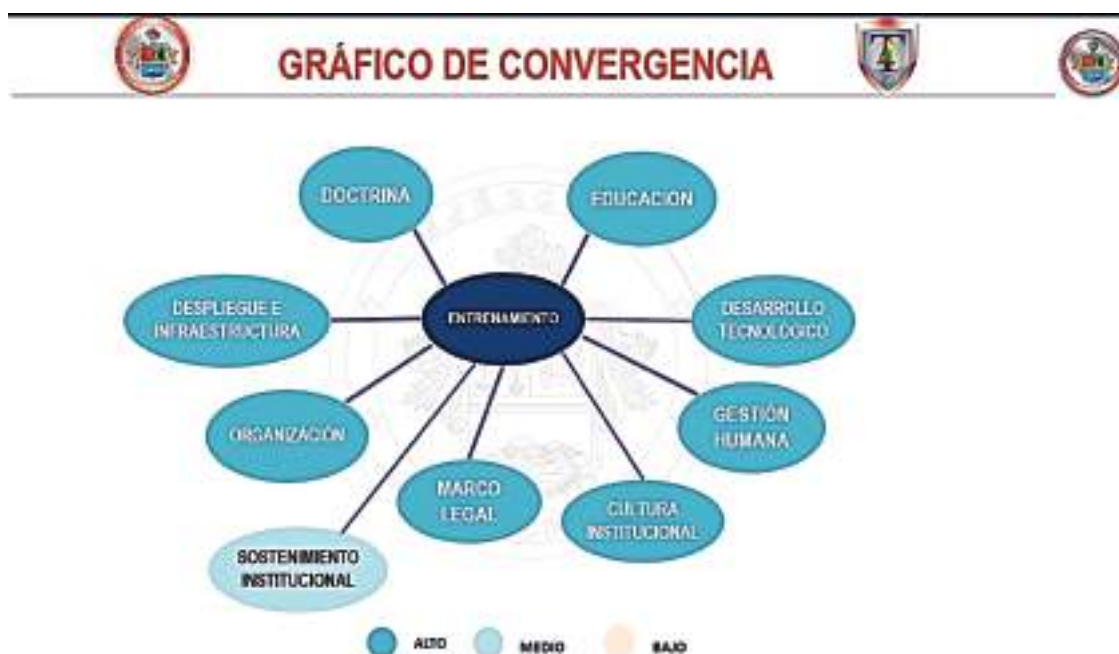 GRÁFICO DE CONVERGENCIA
DOCTRINA
EDUCACION
DESPLIEGUE E
INFRAESTRUCTURA
ENTRENAMIENTO
DESARROLLO
TECNOLÓGICO
ORGANIZACIÓN
GESTIÓN
HUMANA
MARCO
LEGAL
CULTURA
INSTITUCIONAL
SOSTENIMIENTO
INSTITUCIONAL
ALTO
MEDIO
BAJO